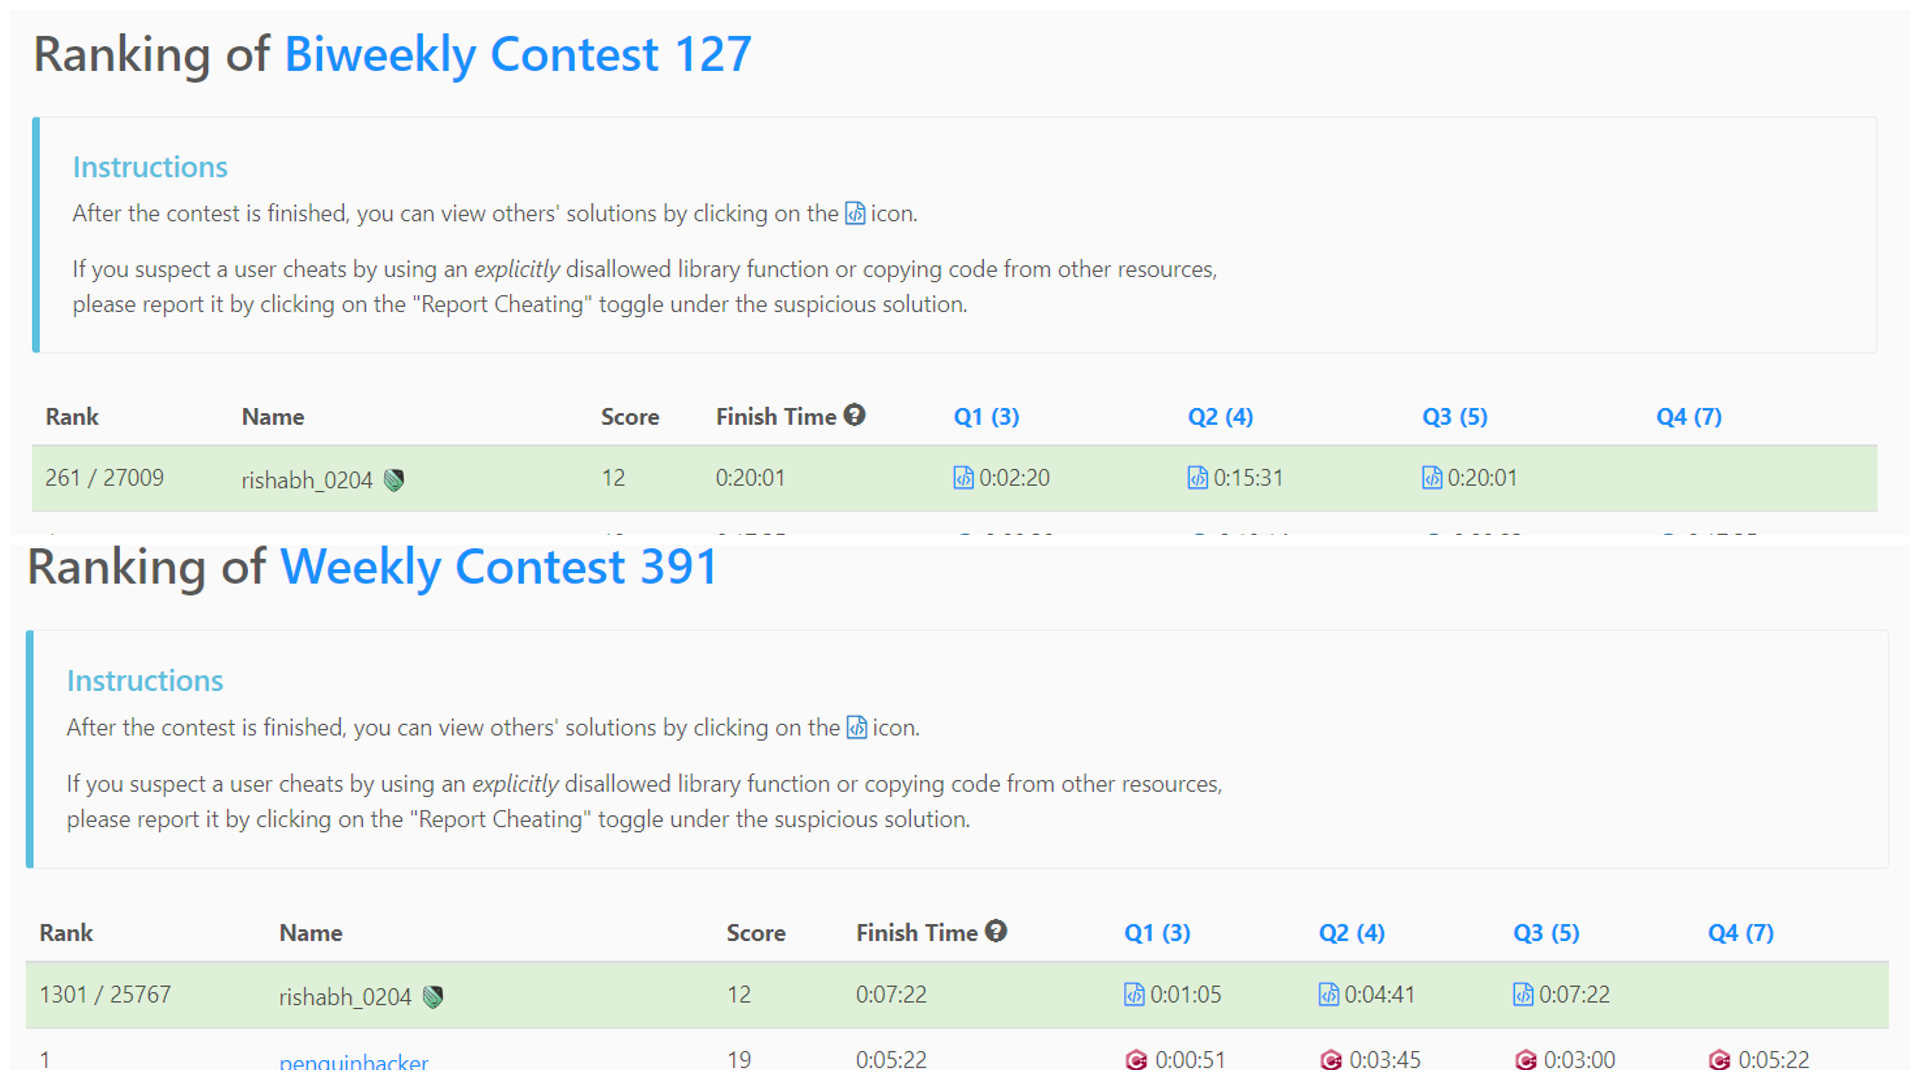 Ranking of Biweekly Contest 127
Instructions
After the contest is finished, you can view others' solutions by clicking on the icon.
If you suspect a user cheats by using an explicitly disallowed library function or copying code from other resources,
please report it by clicking on the "Report Cheating" toggle under the suspicious solution.
Rank Name Score Finish Time Q1 (3) Q2 (4) Q3 (5) Q4 (7)
261 / 27009 rishabh_0204 12 0:20:01 0:02:20 0:15:31 0:20:01
Ranking of Weekly Contest 391
Instructions
After the contest is finished, you can view others' solutions by clicking on the icon.
If you suspect a user cheats by using an explicitly disallowed library function or copying code from other resources,
please report it by clicking on the "Report Cheating" toggle under the suspicious solution.
Rank Name Score Finish Time Q1 (3) Q2 (4) Q3 (5) Q4 (7)
1301 / 25767 rishabh_0204 12 0:07:22 0:01:05 0:04:41 0:07:22
1 penguinhacker 19 0:05:22 0:00:51 0:03:45 0:03:00 0:05:22